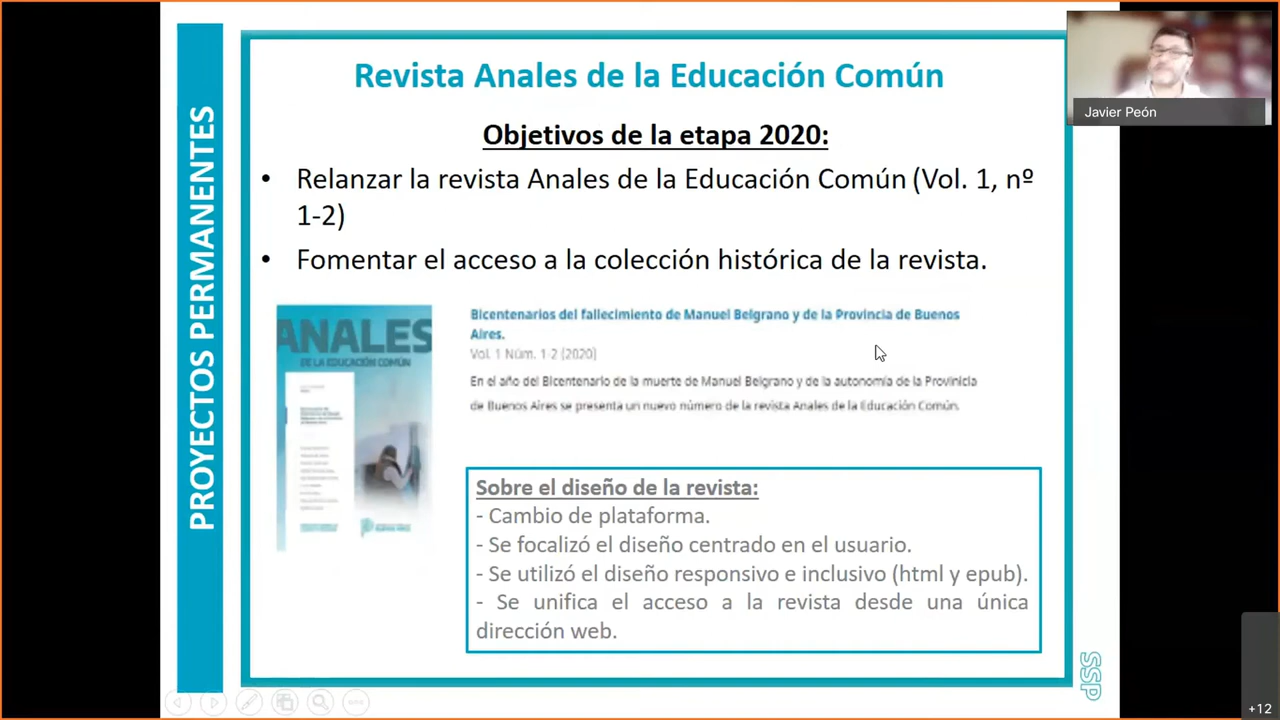 Revista Anales de la Educación Común
Javier Peón
Objetivos de la etapa 2020:
• Relanzar la revista Anales de la Educación Común (Vol. 1, nº
1-2)
• Fomentar el acceso a la colección histórica de la revista.
PROYECTOS PERMANENTES
ANALES
DE LA EDUCACIÓN COMÚN
Bicentenarios del fallecimiento de Manuel Belgrano y de la Provincia de Buenos
Aires.
Vol. 1 Núm. 1-2 (2020)
En el año del Bicentenario de la muerte de Manuel Belgrano y de la autonomía de la Provinicia
de Buenos Aires se presenta un nuevo número de la revista Anales de la Educación Común.
Sobre el diseño de la revista:
- Cambio de plataforma.
- Se focalizó el diseño centrado en el usuario.
- Se utilizó el diseño responsivo e inclusivo (html y epub).
- Se unifica el acceso a la revista desde una única
dirección web.
SSP
+12